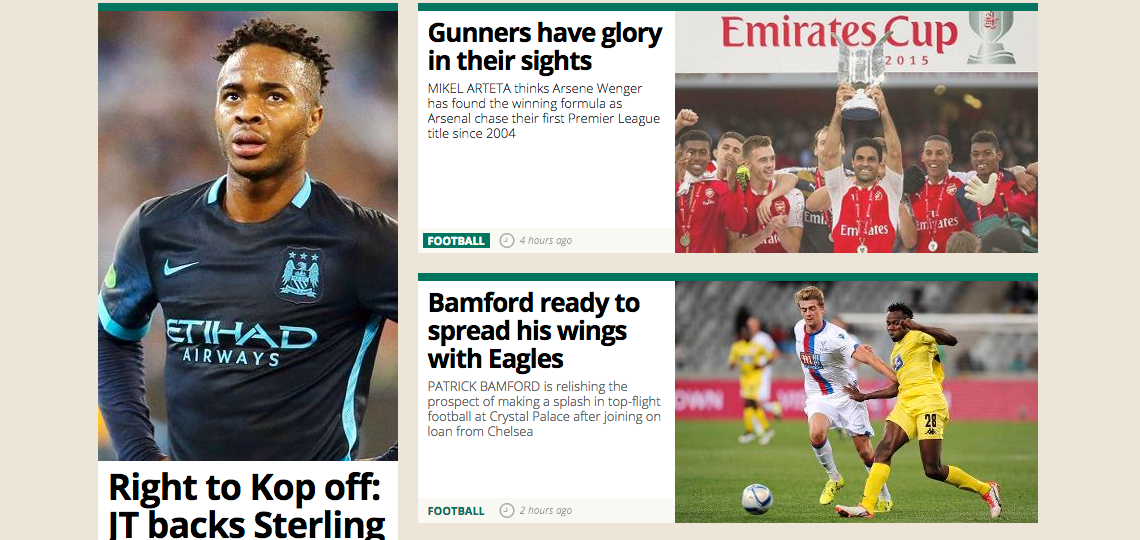 ETIHAD
AIRWAYS
Right to Kop off:
JT backs Sterling
Gunners have glory
in their sights
MIKEL ARTETA thinks Arsene Wenger
has found the winning formula as
Arsenal chase their first Premier League
title since 2004
FOOTBALL
4 hours ago
Emirates Cup
2015
Emirates
Bamford ready to
spread his wings
with Eagles
PATRICK BAMFORD is relishing the
prospect of making a splash in top-flight
football at Crystal Palace after joining on
loan from Chelsea
FOOTBALL
2 hours ago
28